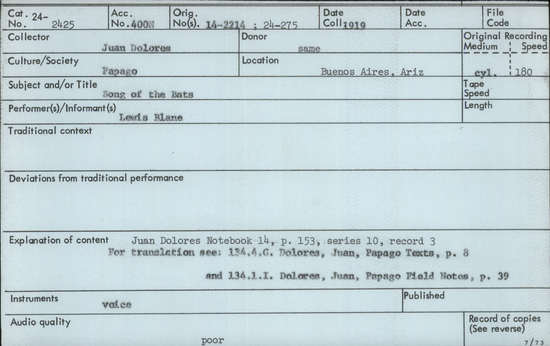 Cat. 24- Acc. Orig. Date Date File
No. 2425 No. 400N No(s). 14-2214 ; 24-275 Coll 1919 Acc. Code
Collector Donor Original Recording
Juan Dolores same Medium Speed
Culture/Society Location
Papago Buenos Aires, Ariz cyl. 180
Subject and/or Title Tape
Song of the Bats Speed
Performer(s)/Informant(s) Length
Lewis Blane
Traditional context
Deviations from traditional performance
Explanation of content Juan Dolores Notebook 14, p. 153, series 10, record 3
For translation see: 134.4.G. Dolores, Juan, Papago Texts, p. 8
and 134.1.I. Dolores, Juan, Papago Field Notes, p. 39
Instruments Published
voice
Audio quality Record of copies
(See reverse)
poor 7/73